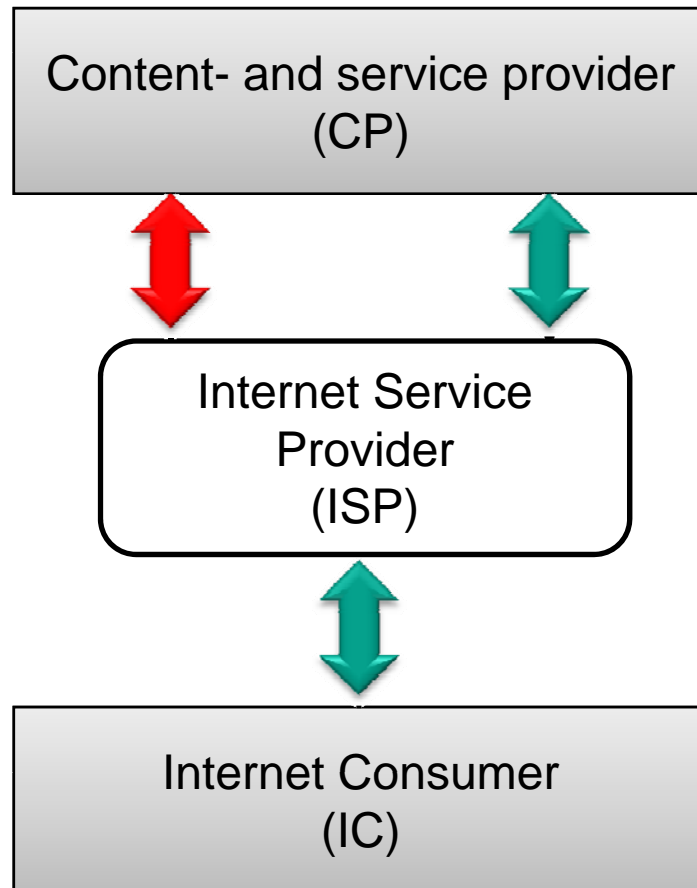 Content- and service provider
(CP)
Internet Service
Provider
(ISP)
Internet Consumer
(IC)